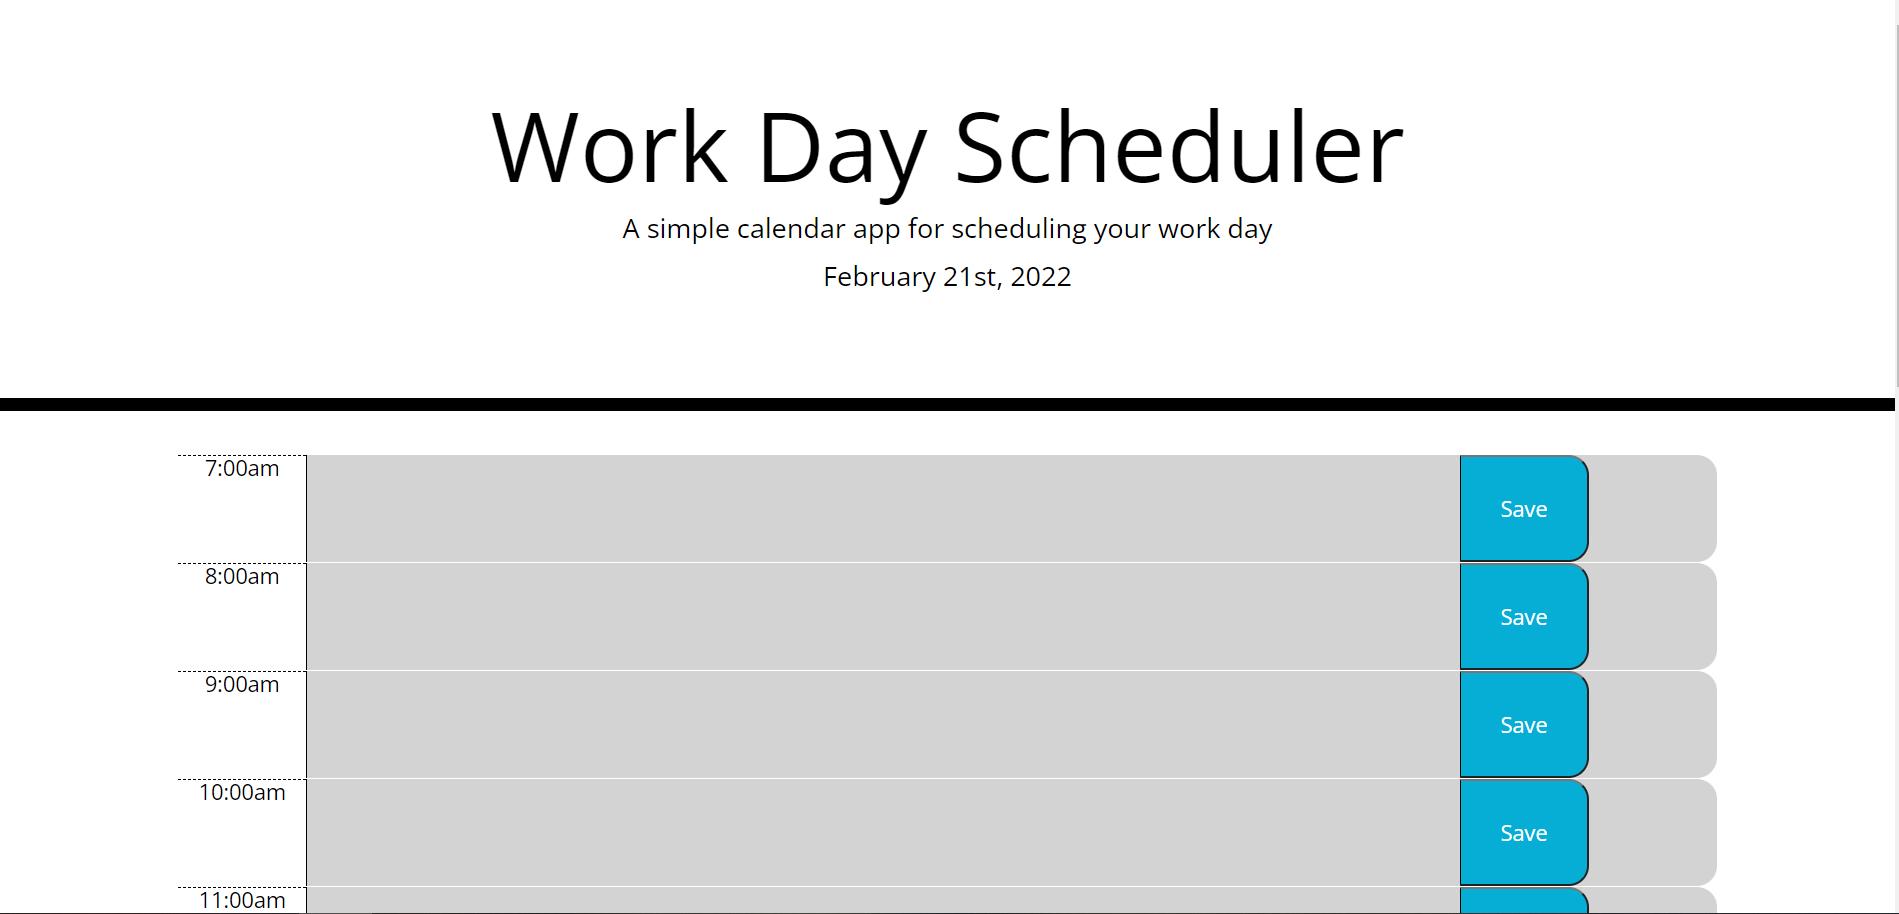 Work Day Scheduler
A simple calendar app for scheduling your work day
February 21st, 2022
7:00am
Save
8:00am
Save
9:00am
Save
10:00am
Save
11:00am